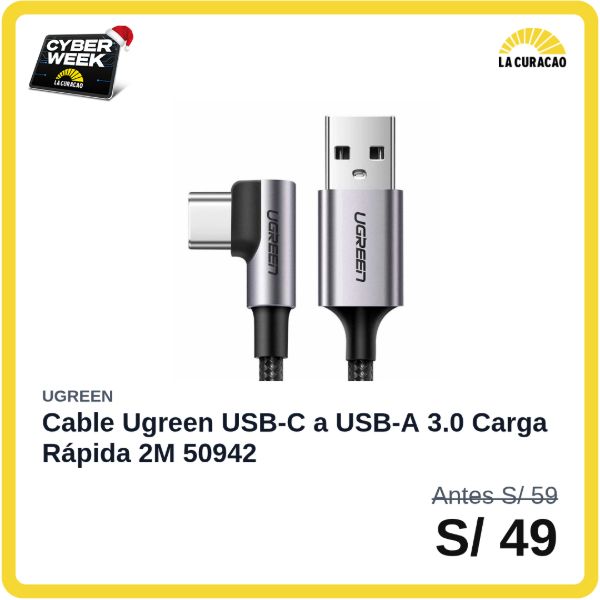 CYBER
WEEK
LA CURACAO
LA CURACAO
UGREEN
UGREEN
UGREEN
Cable Ugreen USB-C a USB-A 3.0 Carga
Rápida 2M 50942
Antes S/ 59
S/ 49